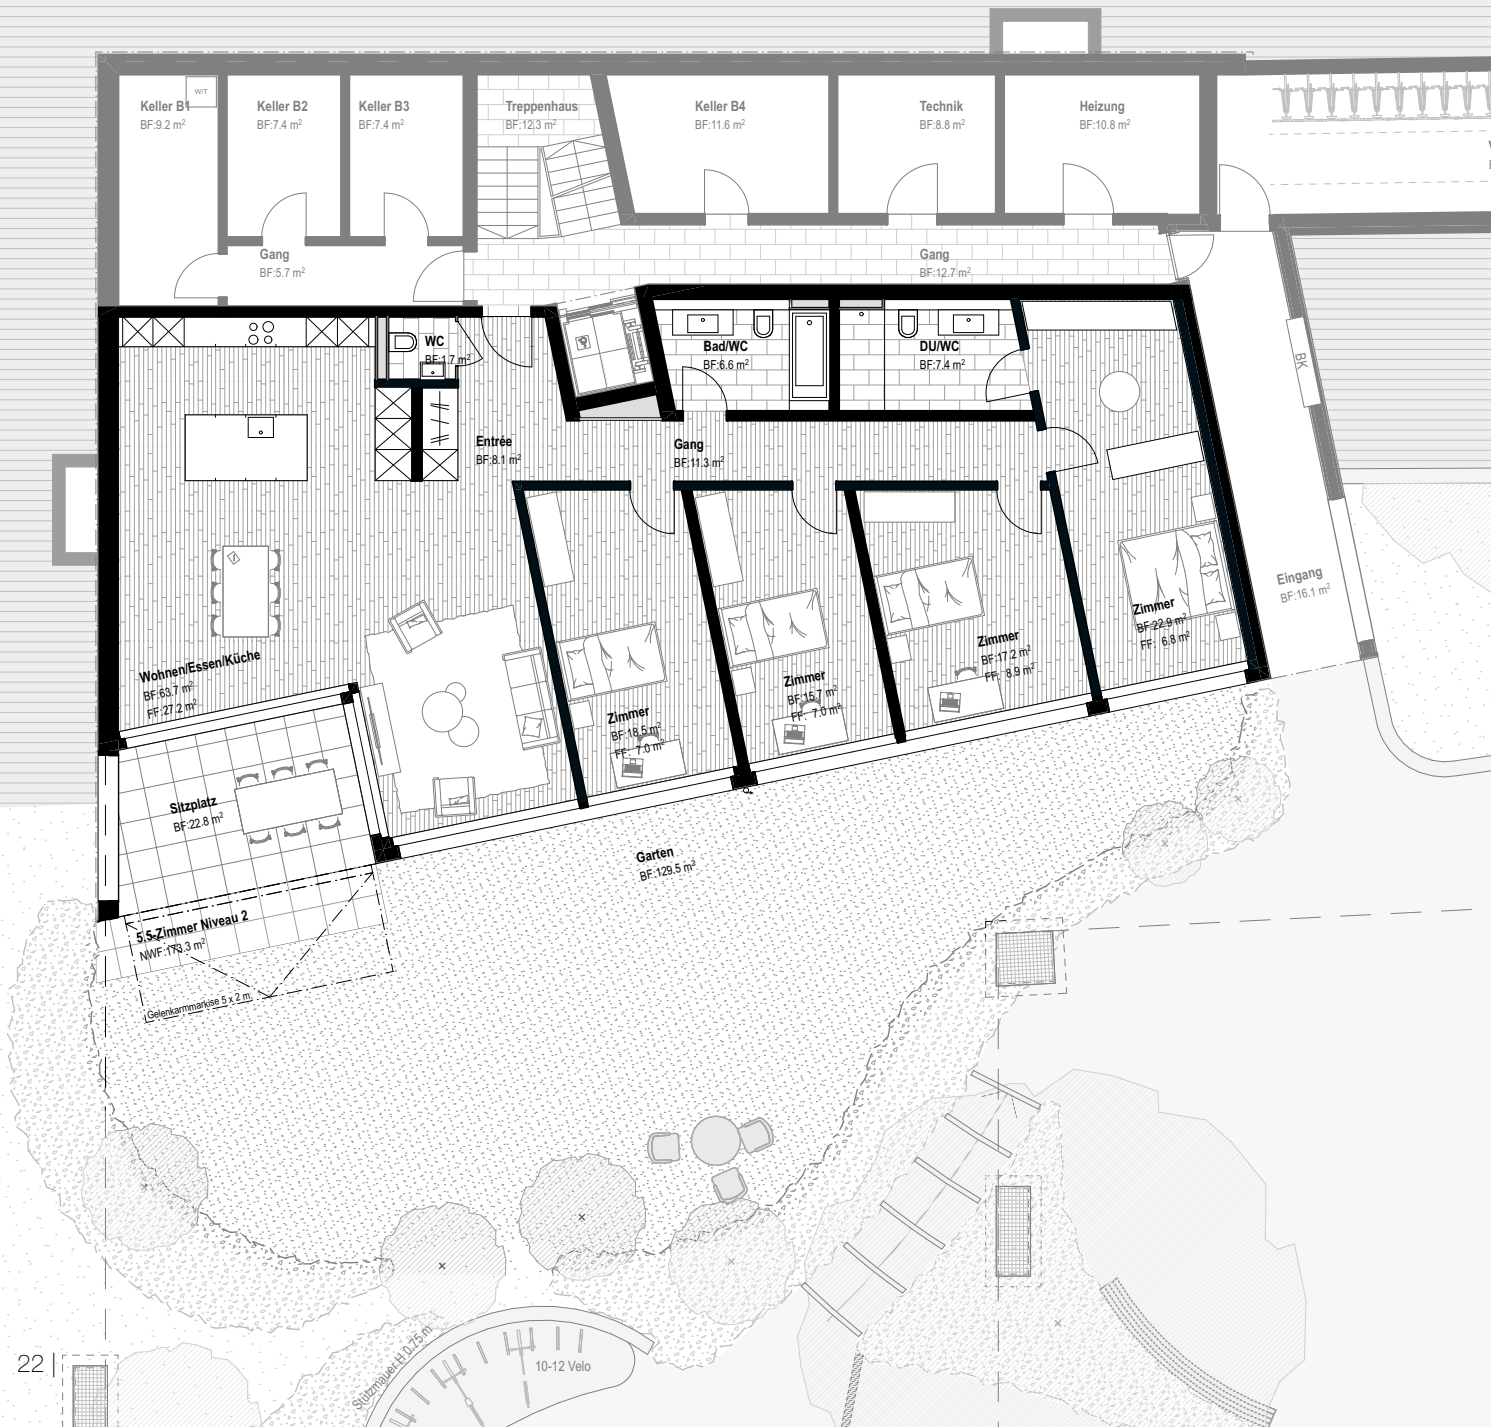 Keller B1
BF:9.2 m²
W/T
Keller B2
BF:7.4 m²
Keller B3
BF:7.4 m²
Treppenhaus
BF:12.3 m²
Keller B4
BF:11.6 m²
Technik
BF:8.8 m²
Heizung
BF:10.8 m²
Gang
BF:5.7 m²
Gang
BF:12.7 m²
WC
BF:1.7 m²
Bad/WC
BF:6.6 m²
DU/WC
BF:7.4 m²
BK
Entrée
BF:8.1 m²
Gang
BF:11.3 m²
Eingang
BF:16.1 m²
Wohnen/Essen/Küche
BF:63.7 m²
FF:27.2 m²
Zimmer
BF:18.5 m²
FF: 7.0 m²
Zimmer
BF:15.7 m²
FF: 7.0 m²
Zimmer
BF:17.2 m²
FF: 8.9 m²
Zimmer
BF:22.9 m²
FF: 6.8 m²
Sitzplatz
BF:22.8 m²
Garten
BF:129.5 m²
5.5-Zimmer Niveau 2
NWF:173.3 m²
Gelenkarmmarkise 5 x 2 m
Stützmauer H 0.75 m
10-12 Velo
22